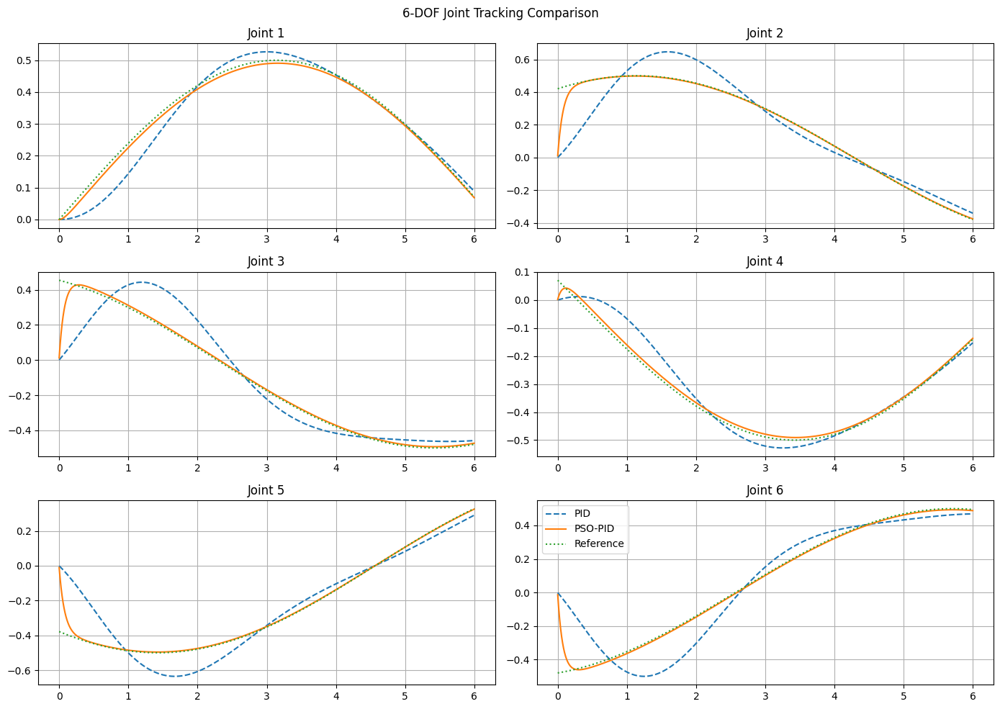 6-DOF Joint Tracking Comparison
Joint 1
0.5
0.4
0.3
0.2
0.1
0.0
0 1 2 3 4 5 6
Joint 2
0.6
0.4
0.2
0.0
−0.2
−0.4
0 1 2 3 4 5 6
Joint 3
0.4
0.2
0.0
−0.2
−0.4
0 1 2 3 4 5 6
Joint 4
0.1
0.0
−0.1
−0.2
−0.3
−0.4
−0.5
0 1 2 3 4 5 6
Joint 5
0.2
0.0
−0.2
−0.4
−0.6
0 1 2 3 4 5 6
Joint 6
PID
PSO-PID
Reference
0.4
0.2
0.0
−0.2
−0.4
0 1 2 3 4 5 6